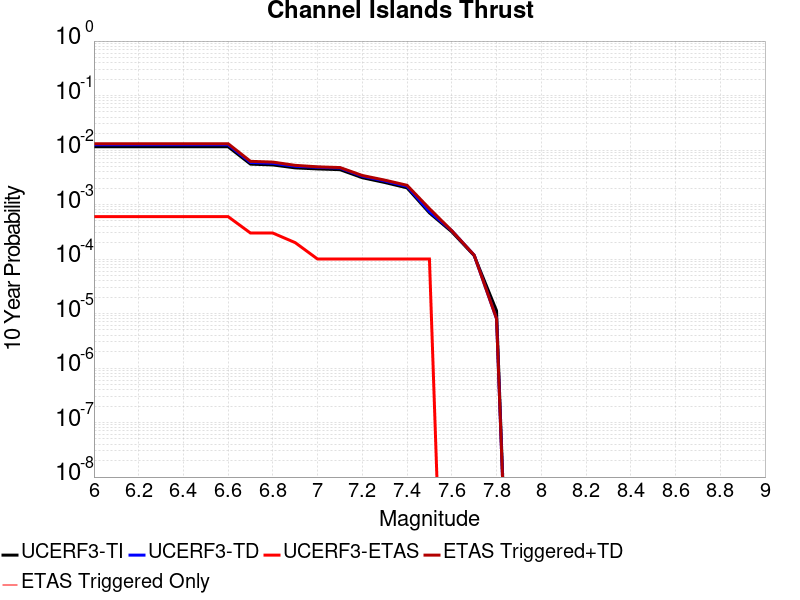 Channel Islands Thrust
10^0
10^-1
10^-2
10^-3
10^-4
10^-5
10^-6
10^-7
10^-8
10 Year Probability
6 6.2 6.4 6.6 6.8 7 7.2 7.4 7.6 7.8 8 8.2 8.4 8.6 8.8 9
Magnitude
UCERF3-TI UCERF3-TD UCERF3-ETAS ETAS Triggered+TD
ETAS Triggered Only